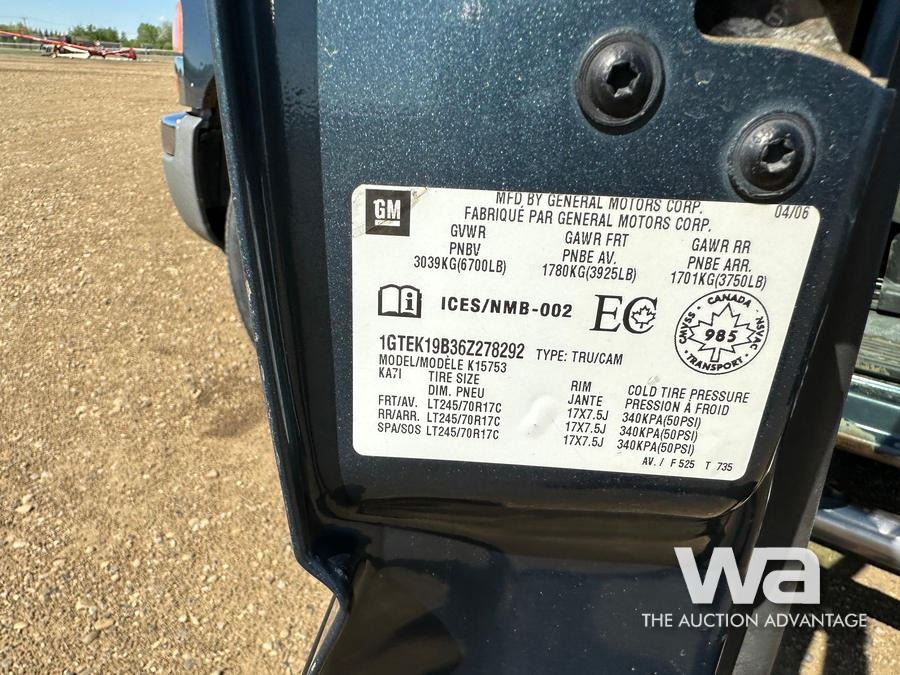 GM
MFD BY GENERAL MOTORS CORP.
04/06
FABRIQUÉ PAR GENERAL MOTORS CORP.
GVWR
PNBV
3039KG(6700LB)
GAWR FRT
PNBE AV.
1780KG(3925LB)
GAWR RR
PNBE ARR.
1701KG(3750LB)
ICES/NMB-002
EC
CANADA
CMVSS
985
NSVAC
TRANSPORT
1GTEK19B36Z278292 TYPE: TRU/CAM
MODEL/MODÈLE K15753
KA7I
TIRE SIZE RIM COLD TIRE PRESSURE
DIM. PNEU JANTE PRESSION À FROID
FRT/AV. LT245/70R17C 17X7.5J 340KPA(50PSI)
RR/ARR. LT245/70R17C 17X7.5J 340KPA(50PSI)
SPA/SOS LT245/70R17C 17X7.5J 340KPA(50PSI)
AV. / F 525 T 735
wa
THE AUCTION ADVANTAGE